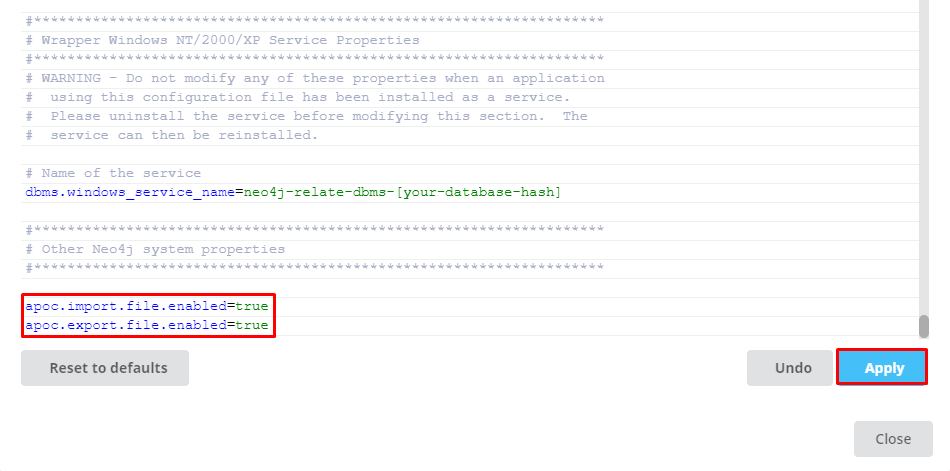 #********************************************************************
# Wrapper Windows NT/2000/XP Service Properties
#********************************************************************
# WARNING - Do not modify any of these properties when an application
#  using this configuration file has been installed as a service.
#  Please uninstall the service before modifying this section.  The
#  service can then be reinstalled.
# Name of the service
dbms.windows_service_name=neo4j-relate-dbms-[your-database-hash]
#********************************************************************
# Other Neo4j system properties
#********************************************************************
apoc.import.file.enabled=true
apoc.export.file.enabled=true
Reset to defaults
Undo
Apply
Close